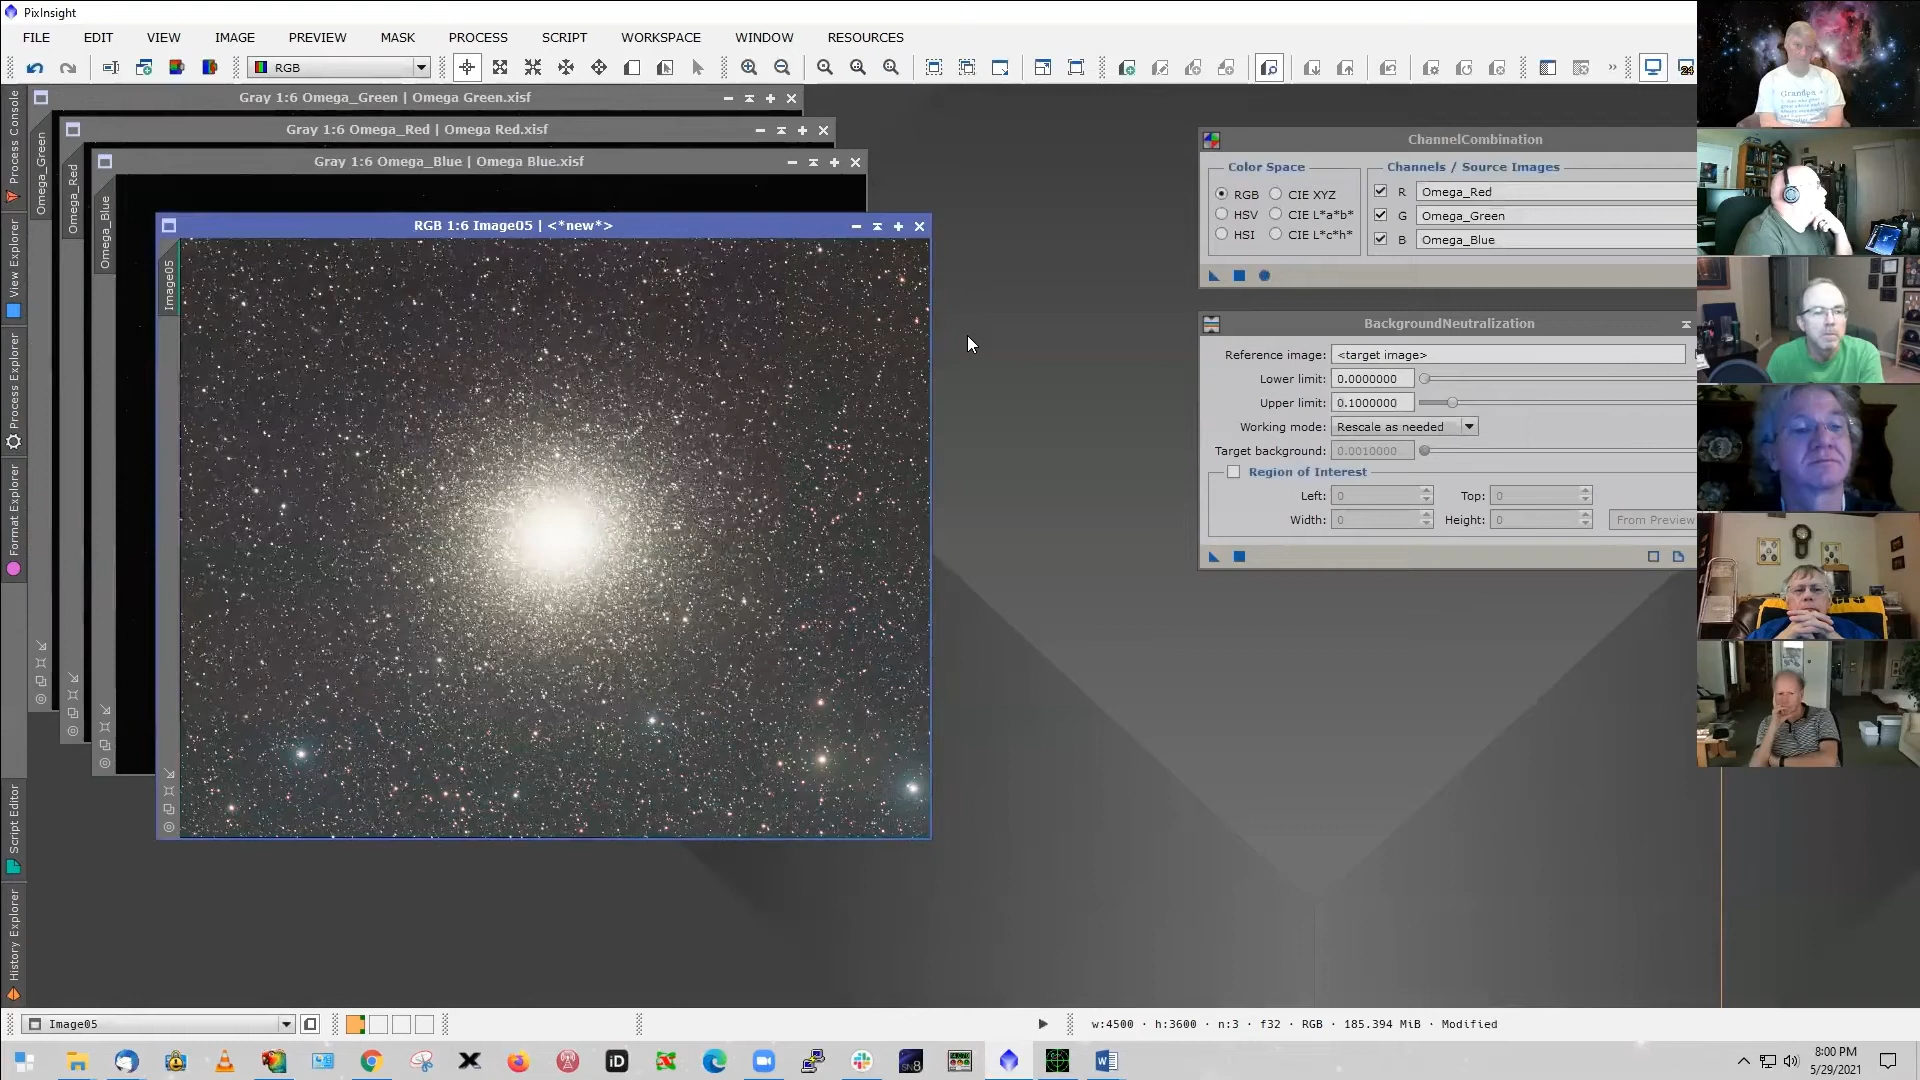 PixInsight
FILE EDIT VIEW IMAGE PREVIEW MASK PROCESS SCRIPT WORKSPACE WINDOW RESOURCES
RGB
24
Process Console
View Explorer
Process Explorer
Format Explorer
Script Editor
History Explorer
Gray 1:6 Omega_Green | Omega Green.xisf
Omega_Green
Gray 1:6 Omega_Red | Omega Red.xisf
Omega_Red
Gray 1:6 Omega_Blue | Omega Blue.xisf
Omega_Blue
RGB 1:6 Image05 | <*new*>
Image05
ChannelCombination
Color Space
RGB CIE XYZ
HSV CIE L*a*b*
HSI CIE L*c*h*
Channels / Source Images
R Omega_Red
G Omega_Green
B Omega_Blue
BackgroundNeutralization
Reference image: <target image>
Lower limit: 0.0000000
Upper limit: 0.1000000
Working mode: Rescale as needed
Target background: 0.0010000
Region of Interest
Left: 0 Top: 0
Width: 0 Height: 0 From Preview
Grandpa
Image05
w:4500 · h:3600 · n:3 · f32 · RGB · 185.394 MiB · Modified
iD
SN8
8:00 PM
5/29/2021